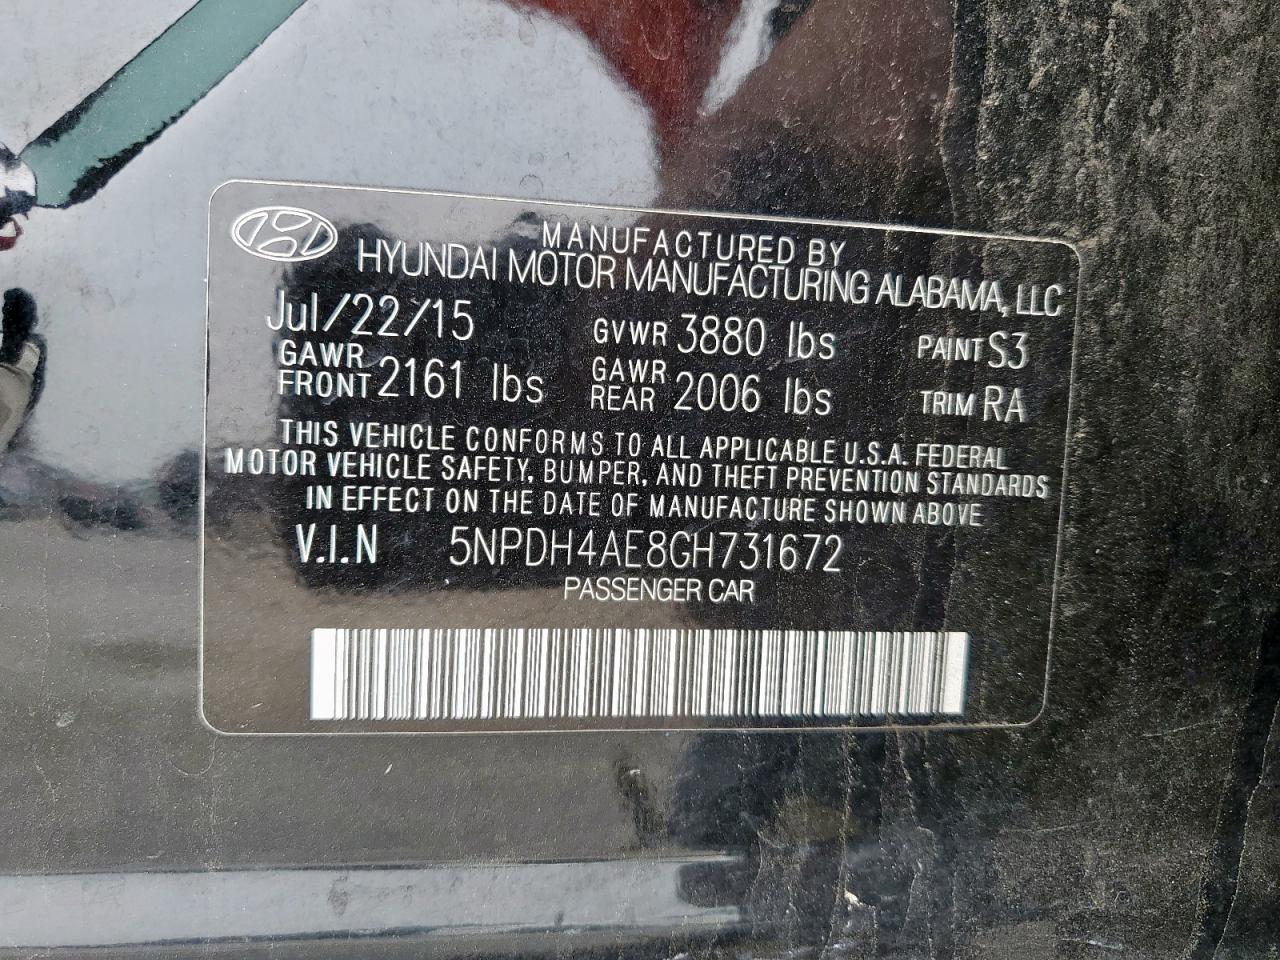 MANUFACTURED BY
HYUNDAI MOTOR MANUFACTURING ALABAMA, LLC
Jul/22/15 GVWR 3880 lbs PAINT S3
GAWR FRONT 2161 lbs GAWR REAR 2006 lbs TRIM RA
THIS VEHICLE CONFORMS TO ALL APPLICABLE U.S.A. FEDERAL
MOTOR VEHICLE SAFETY, BUMPER, AND THEFT PREVENTION STANDARDS
IN EFFECT ON THE DATE OF MANUFACTURE SHOWN ABOVE
V.I.N 5NPDH4AE8GH731672
PASSENGER CAR